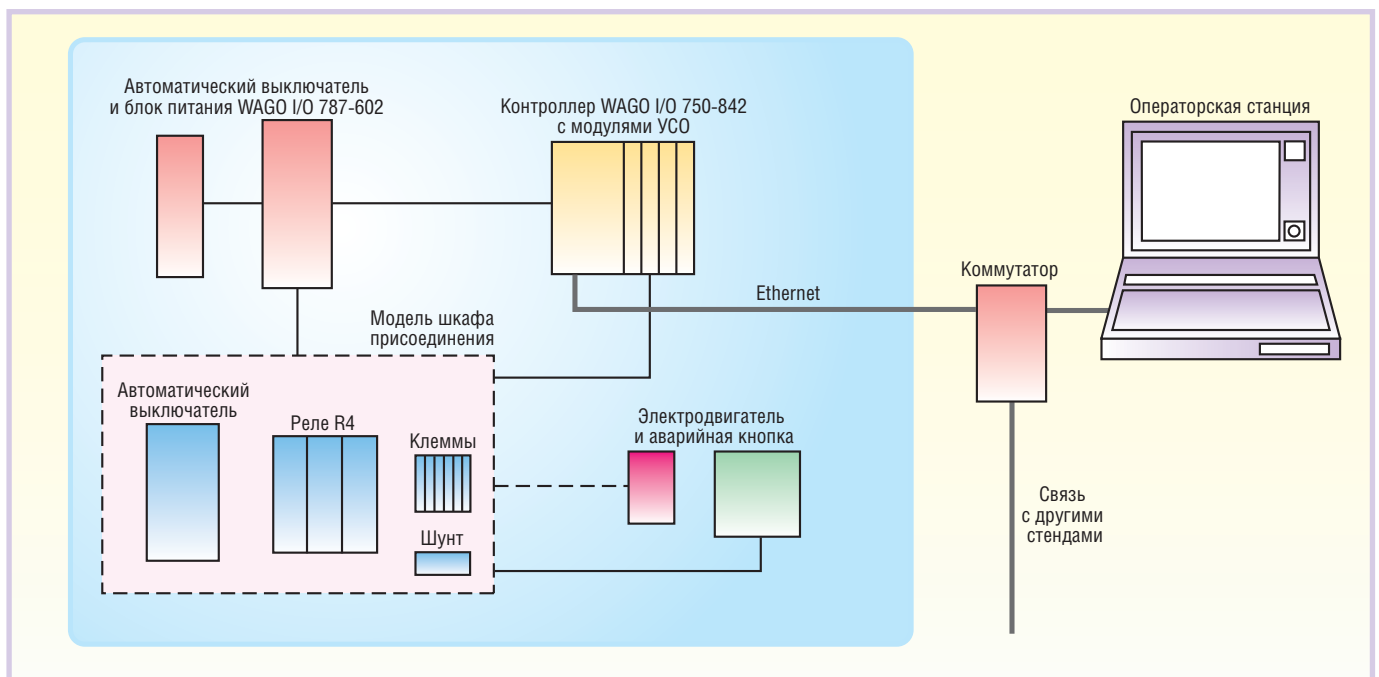 Автоматический выключатель
и блок питания WAGO I/O 787-602
Контроллер WAGO I/O 750-842
с модулями УСО
Операторская станция
Коммутатор
Ethernet
Модель шкафа
присоединения
Автоматический
выключатель
Реле R4
Клеммы
Шунт
Электродвигатель
и аварийная кнопка
Связь
с другими
стендами